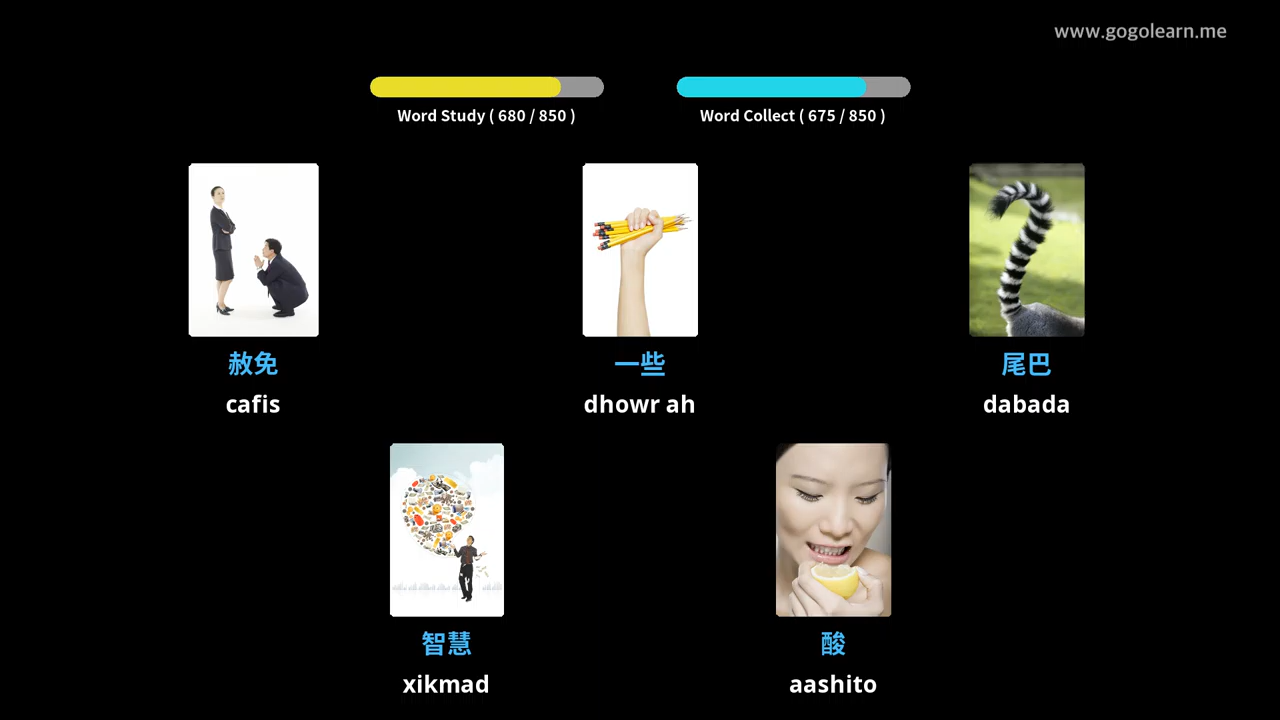 www.gogolearn.me
Word Study ( 680 / 850 )
Word Collect ( 675 / 850 )
赦免
cafis
一些
dhowr ah
尾巴
dabada
智慧
xikmad
酸
aashito